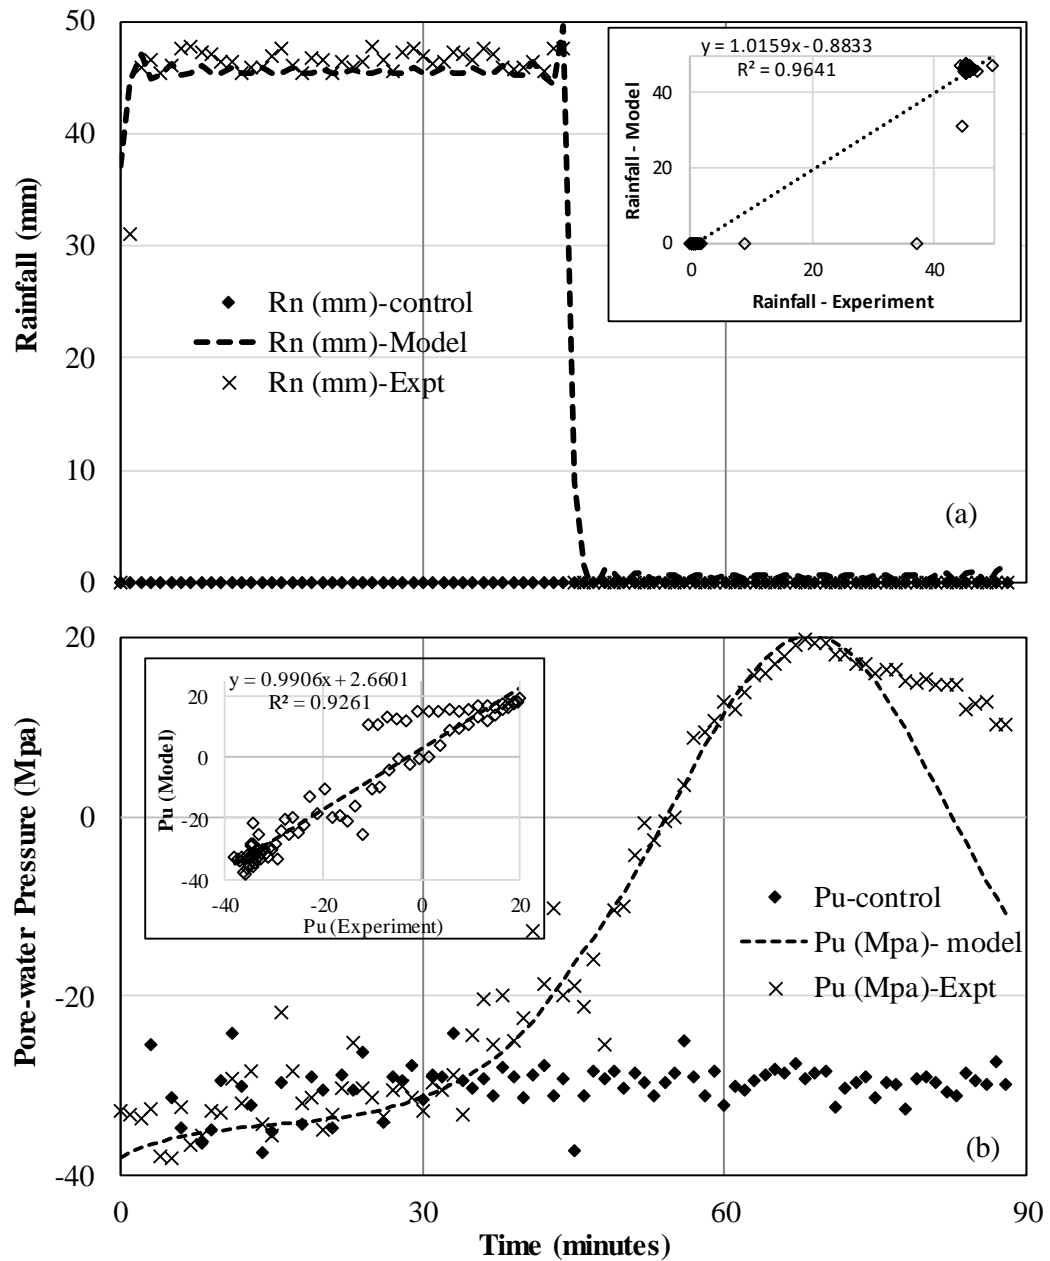 50
40
30
20
10
0
Rainfall (mm)
Rn (mm)-control
Rn (mm)-Model
Rn (mm)-Expt
(a)
y = 1.0159x - 0.8833
R² = 0.9641
40
20
0
0 20 40
Rainfall - Model
Rainfall - Experiment
20
0
-20
-40
Pore-water Pressure (Mpa)
y = 0.9906x + 2.6601
R² = 0.9261
20
0
-20
-40
-40 -20 0 20
Pu (Model)
Pu (Experiment)
Pu-control
Pu (Mpa)- model
Pu (Mpa)-Expt
(b)
0 30 60 90
Time (minutes)